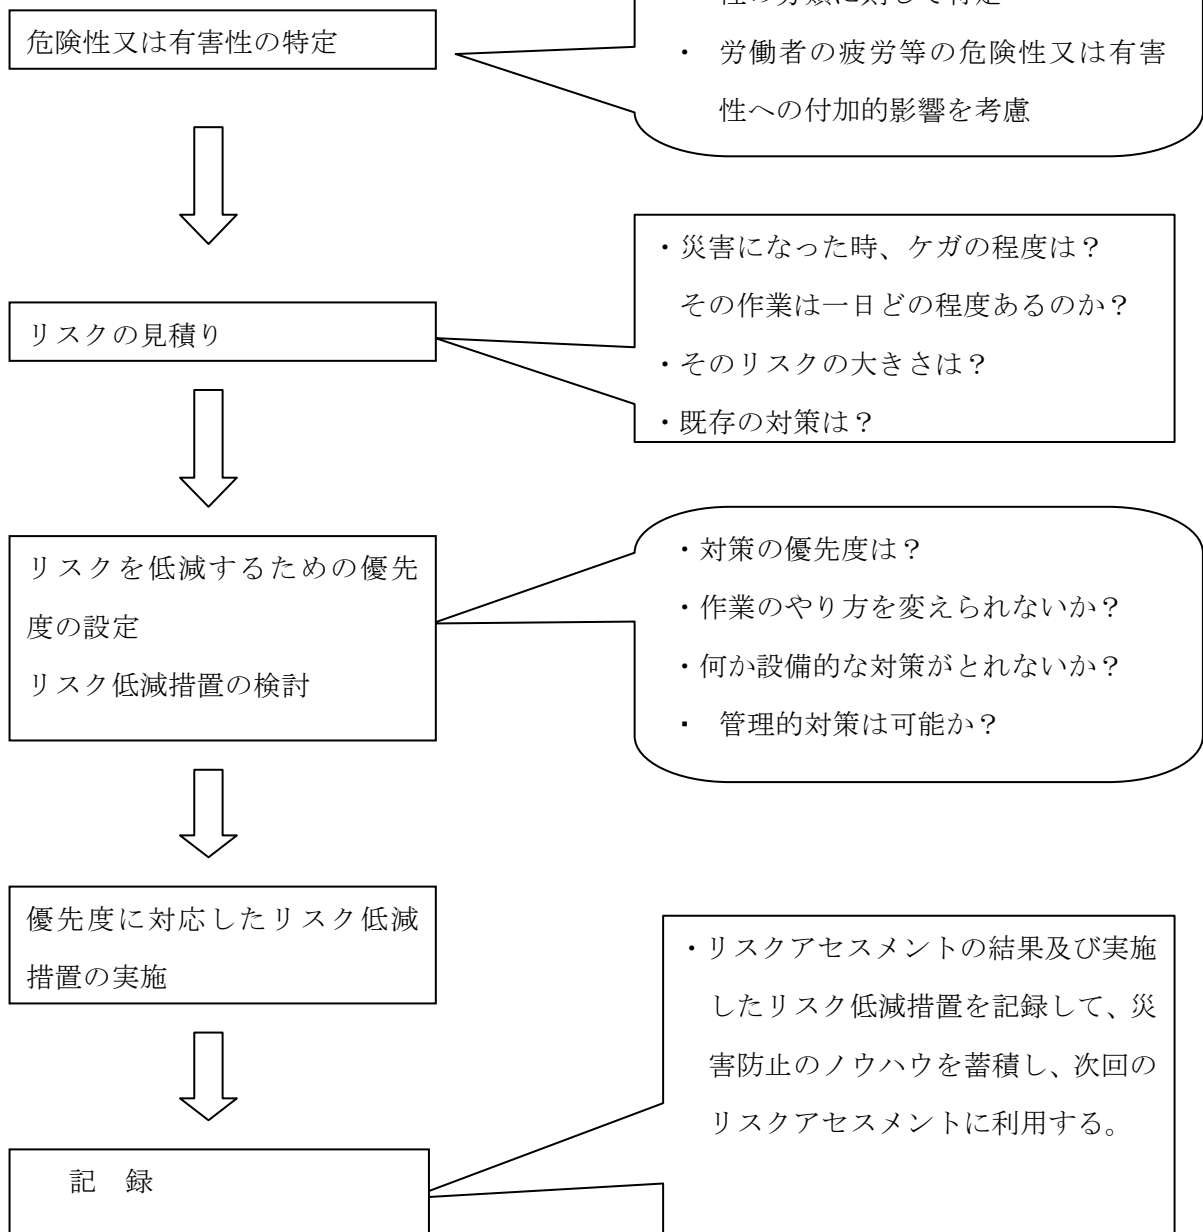 危険性又は有害性の特定
・ 労働者の疲労等の危険性又は有害
性への付加的影響を考慮
・災害になった時、ケガの程度は？
その作業は一日どの程度あるのか？
・そのリスクの大きさは？
・既存の対策は？
リスクの見積り
リスクを低減するための優先
度の設定
リスク低減措置の検討
・対策の優先度は？
・作業のやり方を変えられないか？
・何か設備的な対策がとれないか？
・ 管理的対策は可能か？
優先度に対応したリスク低減
措置の実施
・リスクアセスメントの結果及び実施
したリスク低減措置を記録して、災
害防止のノウハウを蓄積し、次回の
リスクアセスメントに利用する。
記 録